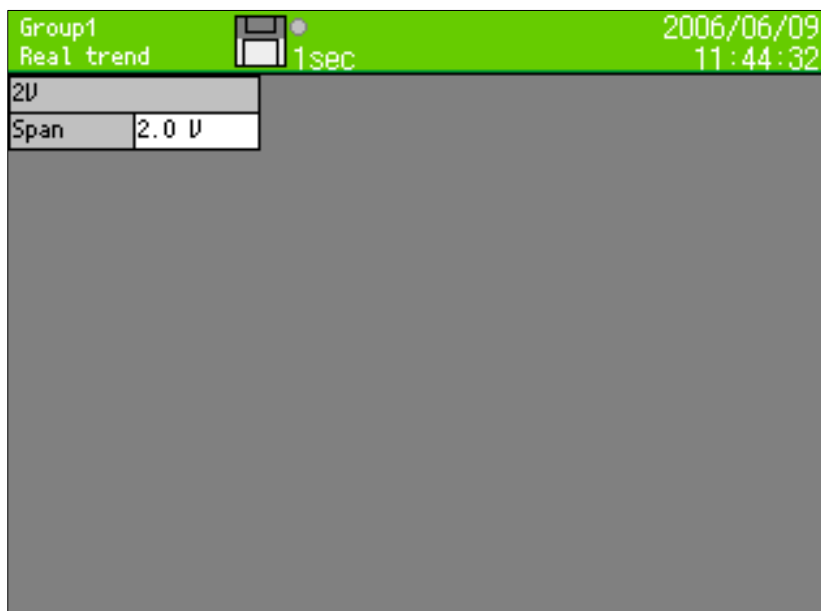 Group1
Real trend
1sec
2006/06/09
11:44:32
2V
Span 2.0 V